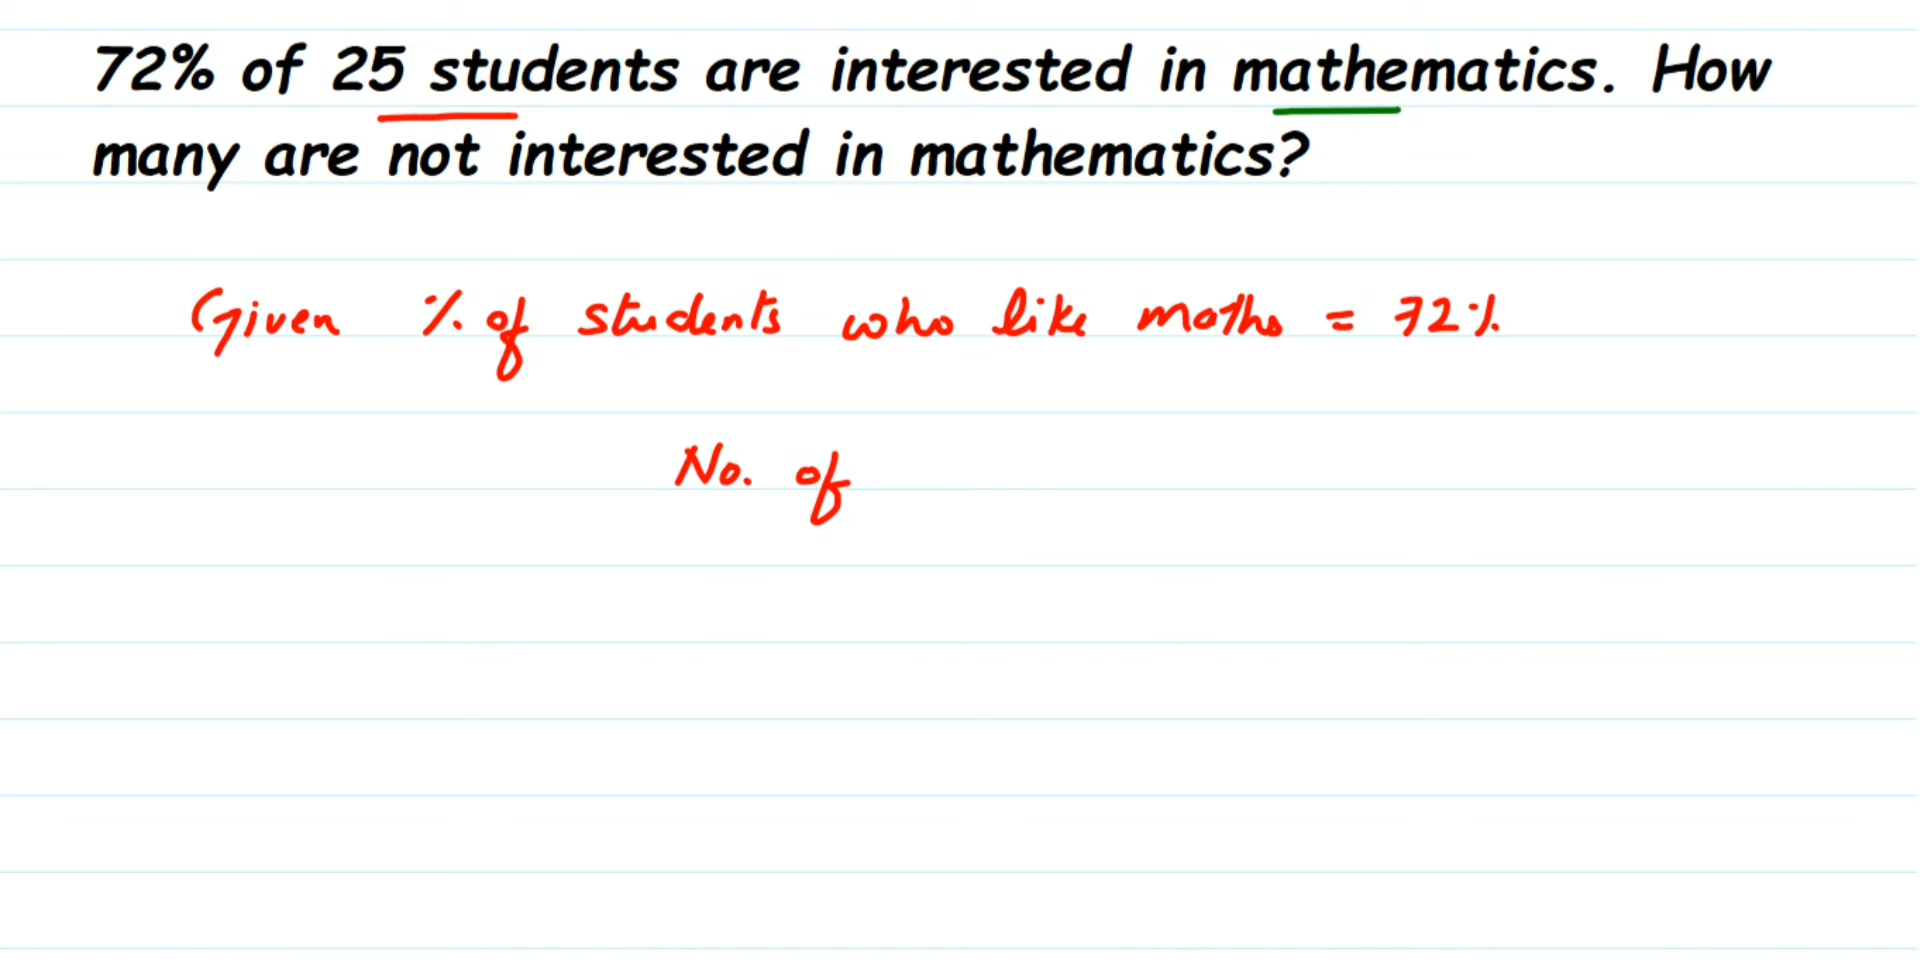 72% of 25 students are interested in mathematics. How
many are not interested in mathematics?
Given % of students who like maths = 72%
No. of